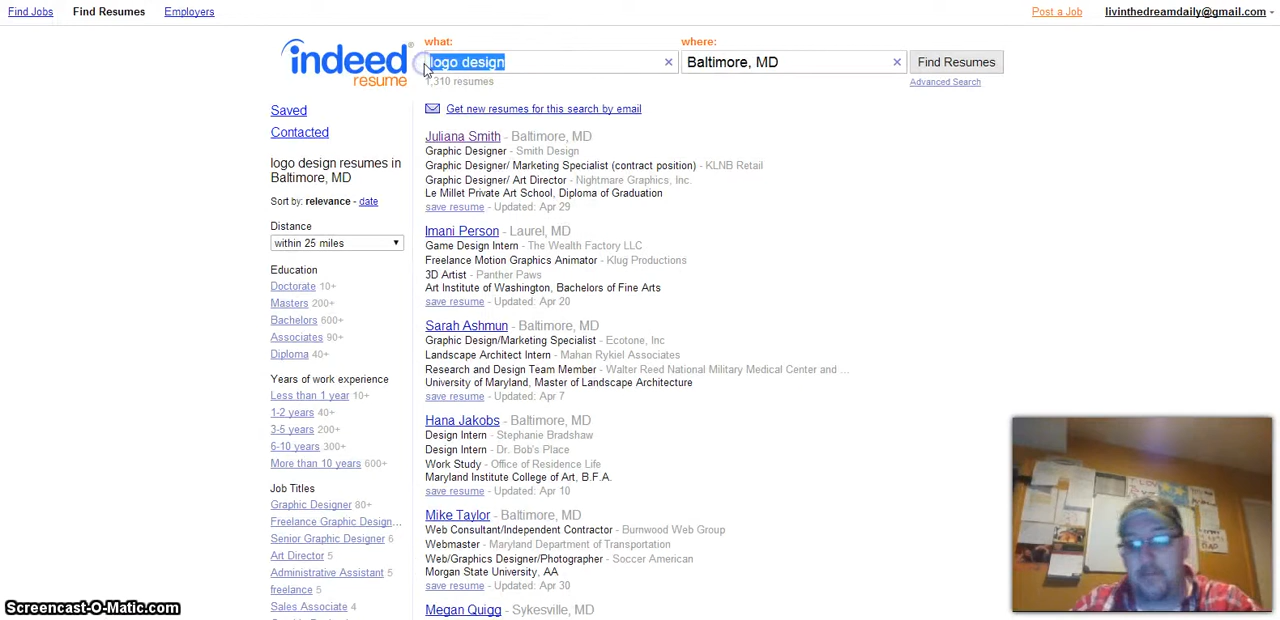 Find Jobs Find Resumes Employers
Post a Job livinthedreamdaily@gmail.com
what: where:
indeed® resume
logo design × Baltimore, MD × Find Resumes
1,310 resumes
Advanced Search
Saved
Contacted
logo design resumes in
Baltimore, MD
Sort by: relevance - date
Distance
within 25 miles
Education
Doctorate 10+
Masters 200+
Bachelors 600+
Associates 90+
Diploma 40+
Years of work experience
Less than 1 year 10+
1-2 years 40+
3-5 years 200+
6-10 years 300+
More than 10 years 600+
Job Titles
Graphic Designer 80+
Freelance Graphic Design...
Senior Graphic Designer 6
Art Director 5
Administrative Assistant 5
freelance 5
Sales Associate 4
Get new resumes for this search by email
Juliana Smith - Baltimore, MD
Graphic Designer - Smith Design
Graphic Designer/ Marketing Specialist (contract position) - KLNB Retail
Graphic Designer/ Art Director - Nightmare Graphics, Inc.
Le Millet Private Art School, Diploma of Graduation
save resume - Updated: Apr 29
Imani Person - Laurel, MD
Game Design Intern - The Wealth Factory LLC
Freelance Motion Graphics Animator - Klug Productions
3D Artist - Panther Paws
Art Institute of Washington, Bachelors of Fine Arts
save resume - Updated: Apr 20
Sarah Ashmun - Baltimore, MD
Graphic Design/Marketing Specialist - Ecotone, Inc
Landscape Architect Intern - Mahan Rykiel Associates
Research and Design Team Member - Walter Reed National Military Medical Center and ...
University of Maryland, Master of Landscape Architecture
save resume - Updated: Apr 7
Hana Jakobs - Baltimore, MD
Design Intern - Stephanie Bradshaw
Design Intern - Dr. Bob's Place
Work Study - Office of Residence Life
Maryland Institute College of Art, B.F.A.
save resume - Updated: Apr 10
Mike Taylor - Baltimore, MD
Web Consultant/Independent Contractor - Burnwood Web Group
Webmaster - Maryland Department of Transportation
Web/Graphics Designer/Photographer - Soccer American
Morgan State University, AA
save resume - Updated: Apr 30
Megan Quigg - Sykesville, MD
Screencast-O-Matic.com